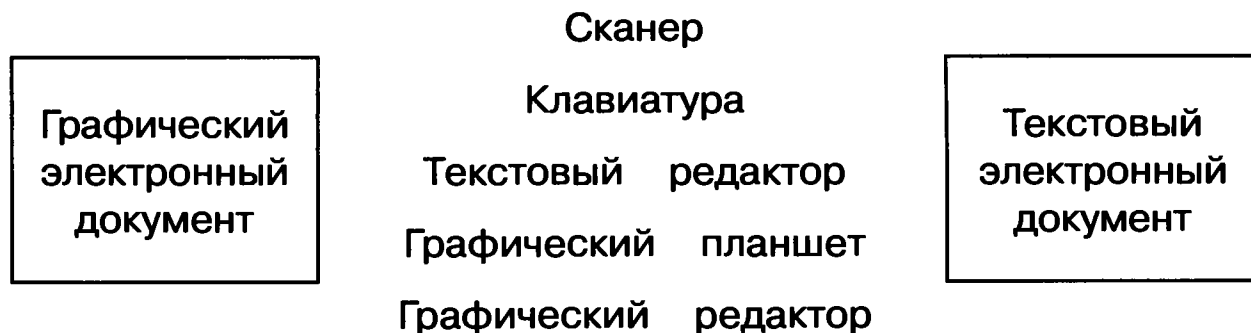 Сканер
Клавиатура
Текстовый редактор
Графический планшет
Графический редактор
Графический
электронный
документ
Текстовый
электронный
документ